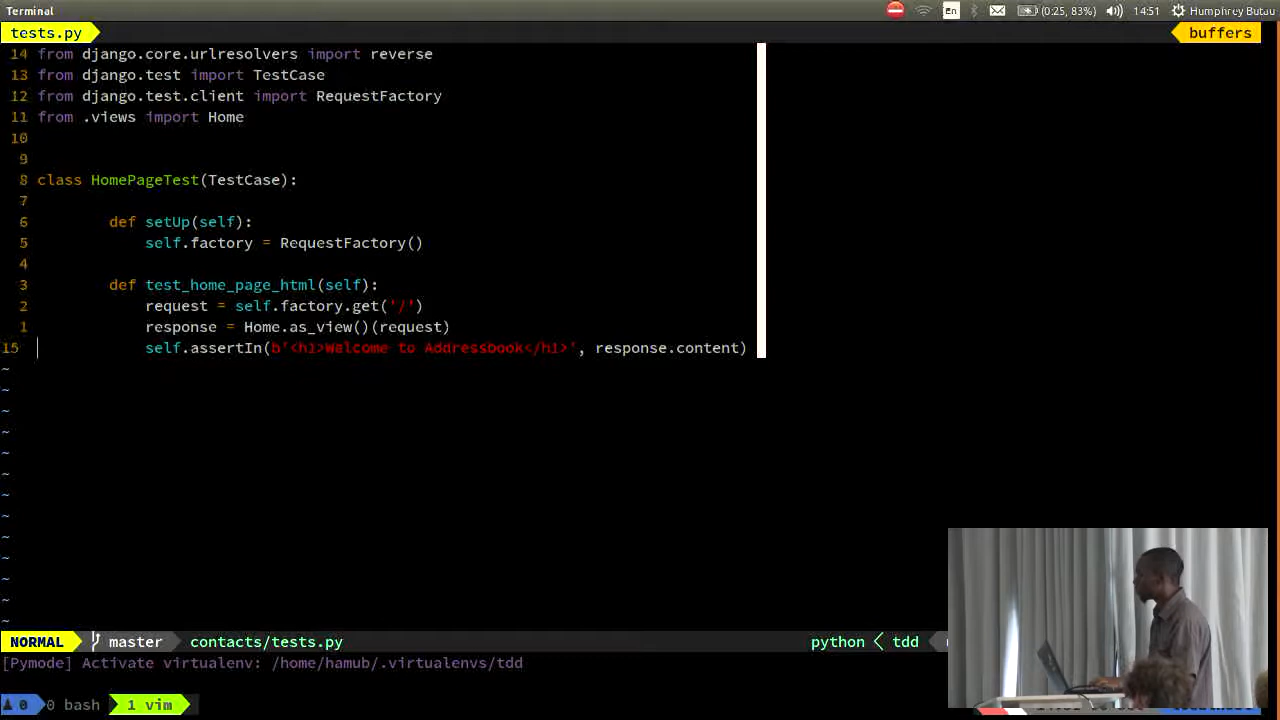 Terminal
En
(0:25, 83%)
14:51
Humphrey Butau
tests.py
buffers
14 from django.core.urlresolvers import reverse
13 from django.test import TestCase
12 from django.test.client import RequestFactory
11 from .views import Home
10
9
8 class HomePageTest(TestCase):
7
6 def setUp(self):
5 self.factory = RequestFactory()
4
3 def test_home_page_html(self):
2 request = self.factory.get('/')
1 response = Home.as_view()(request)
15 self.assertIn(b'<h1>Welcome to Addressbook</h1>', response.content)
~
~
~
~
~
~
~
~
~
~
~
~
NORMAL master contacts/tests.py
python < tdd
[Pymode] Activate virtualenv: /home/hamub/.virtualenvs/tdd
0 0 bash 1 vim